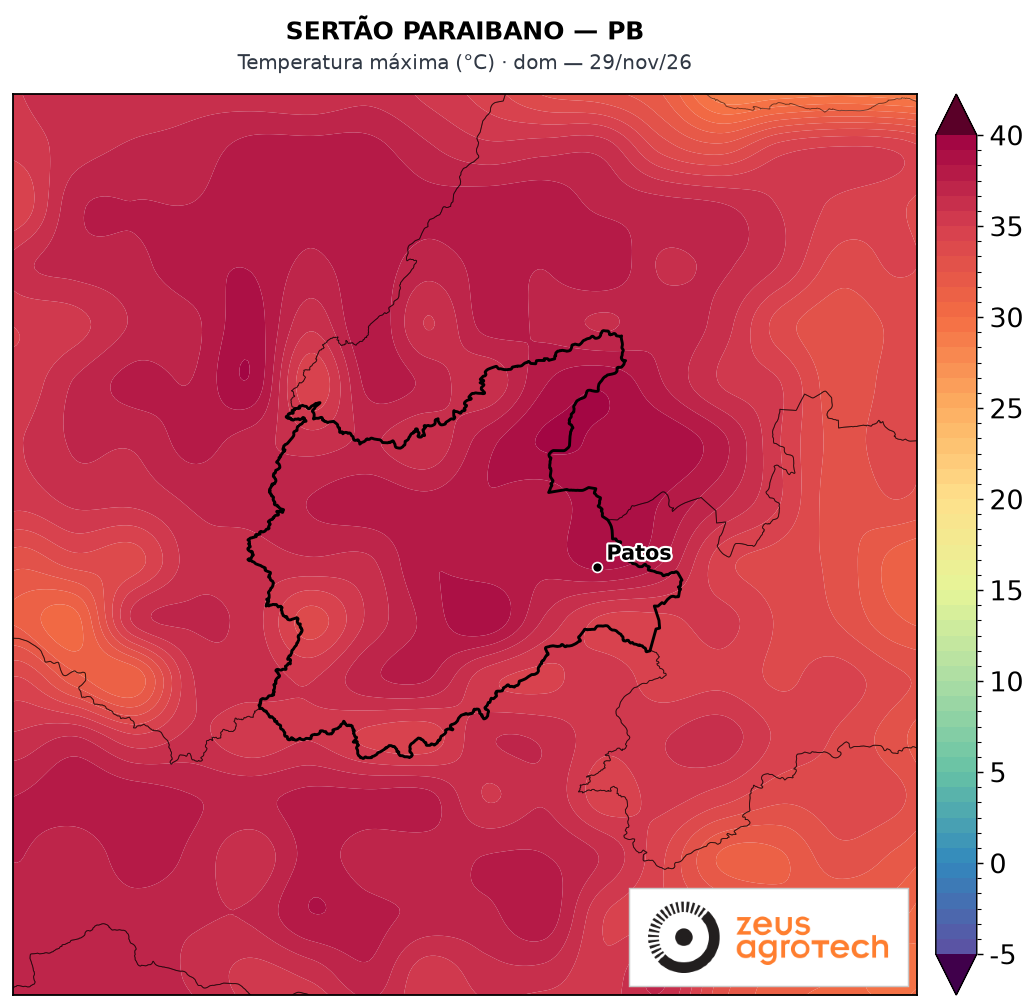 SERTÃO PARAIBANO — PB
Temperatura máxima (°C) · dom — 29/nov/26
40
35
30
25
20
15
10
5
0
-5
Patos
zeus
agrotech